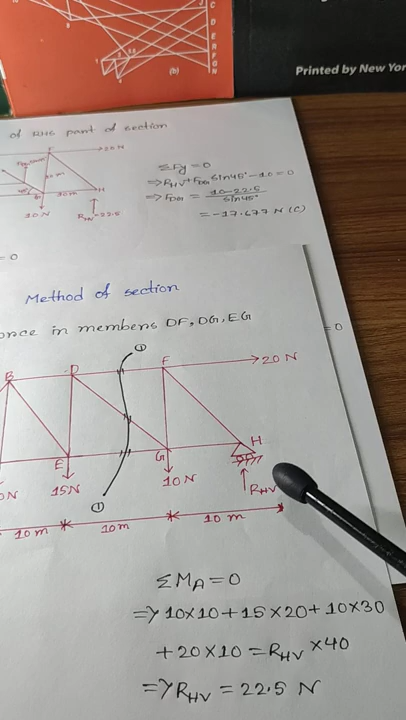 C
D
E
R
F
G
N
(b)
Printed by New Yor
of RHS part of section
F
20 N
10 m
45°
G
10 m
H
10 N
RHV=22.5
ΣFy=0
⇒RHV+FDG sin45°-10=0
⇒FDG = 10-22.5
sin45°
=-17.677 N (C)
=0
Method of section
in members DF, DG, EG
=0
①
B
D
F
20 N
E
G
H
ON
15N
10 N
RHV
①
10 m
10m
10 m
ΣMA=0
⇒10×10+15×20+10×30
+20×10=RHV×40
⇒RHV=22.5 N